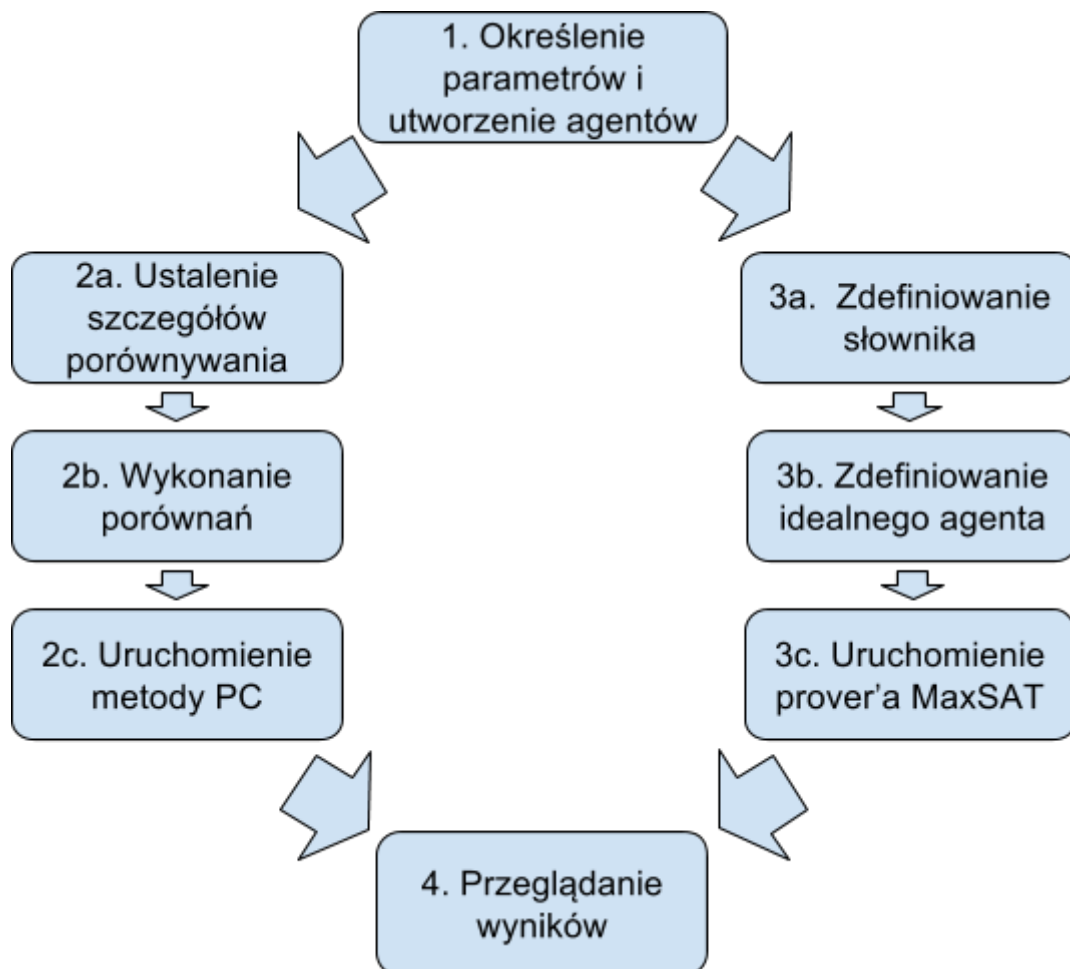 1. Określenie
parametrów i
utworzenie agentów
2a. Ustalenie
szczegółów
porównywania
2b. Wykonanie
porównań
2c. Uruchomienie
metody PC
3a. Zdefiniowanie
słownika
3b. Zdefiniowanie
idealnego agenta
3c. Uruchomienie
prover’a MaxSAT
4. Przeglądanie
wyników